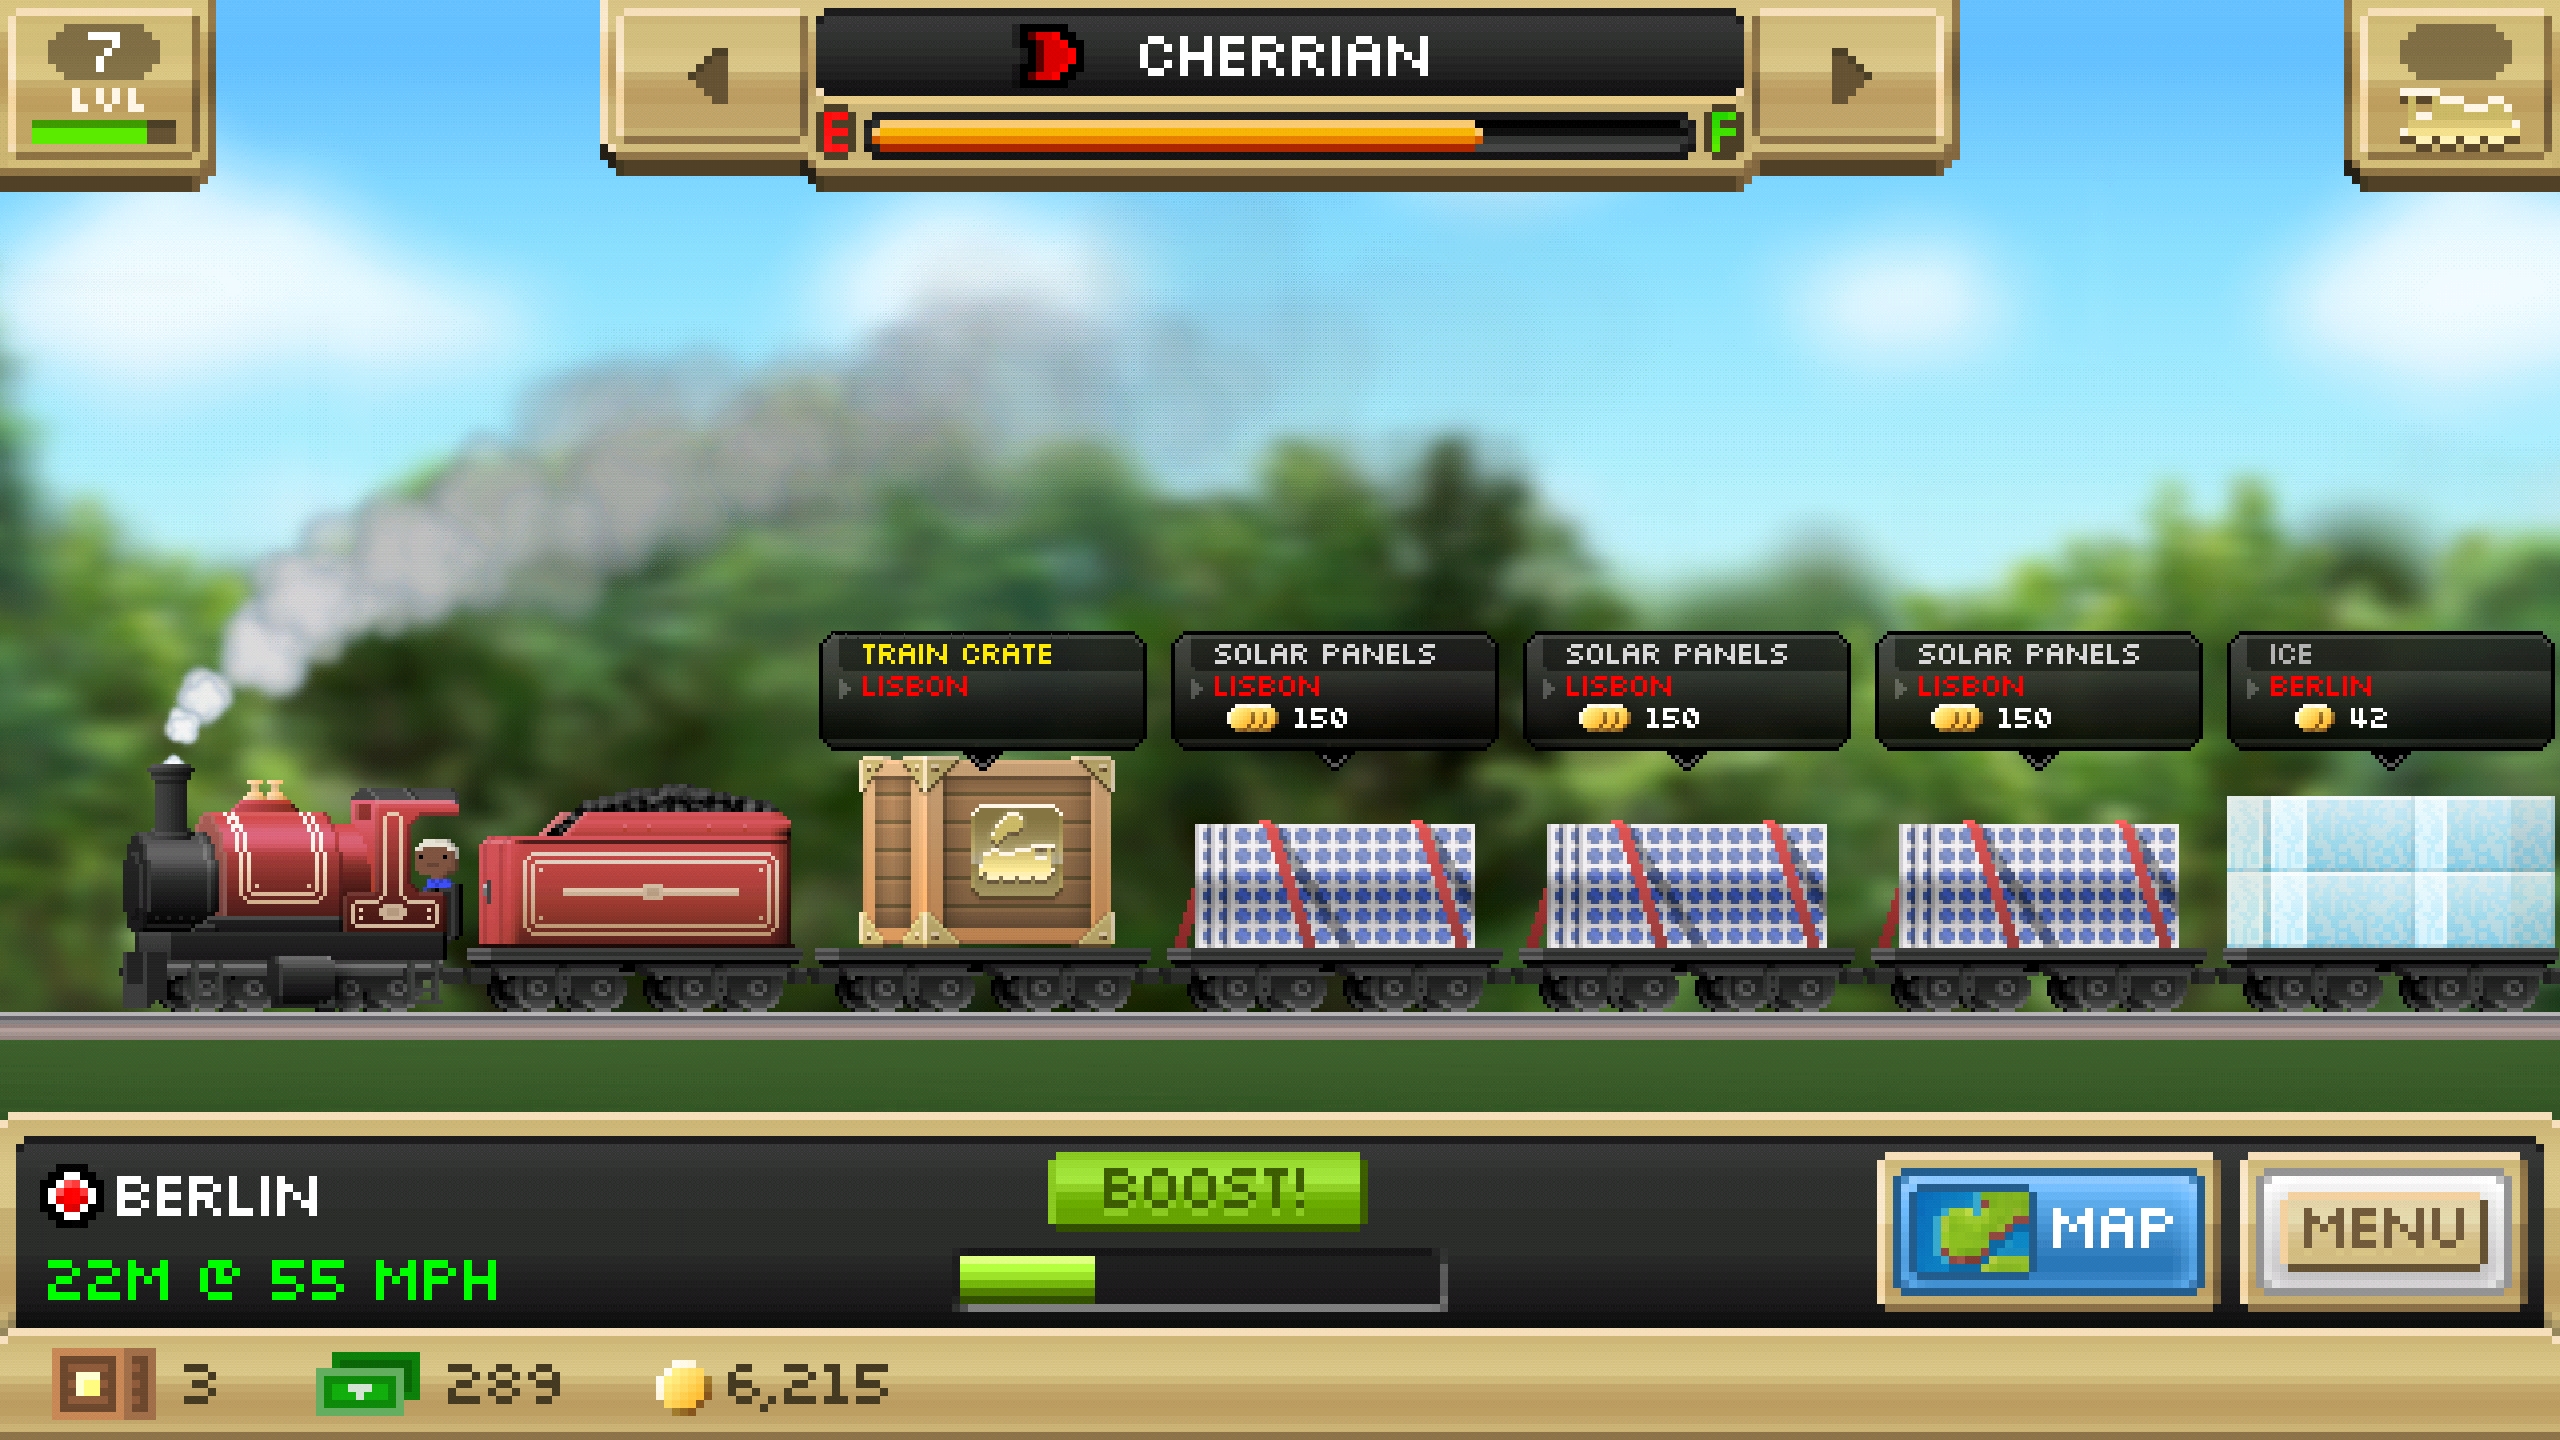 7
LVL
CHERRIAN
E
F
TRAIN CRATE
LISBON
SOLAR PANELS
LISBON
150
SOLAR PANELS
LISBON
150
SOLAR PANELS
LISBON
150
ICE
BERLIN
42
BERLIN
22M @ 55 MPH
BOOST!
MAP
MENU
3
289
6,215